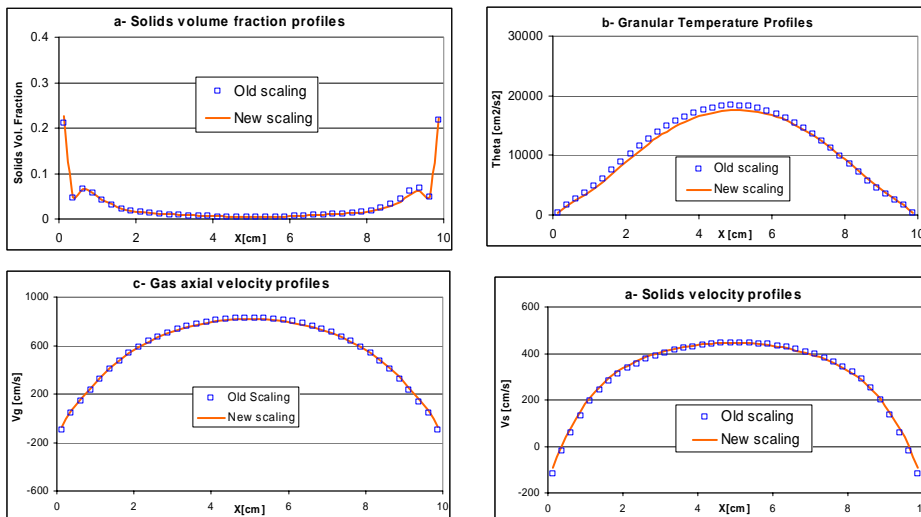 a- Solids volume fraction profiles
0.4
0.3
0.2
0.1
0
Solids Vol. Fraction
Old scaling
New scaling
0 2 4 6 8 10
X[cm]
b- Granular Temperature Profiles
30000
20000
10000
0
Theta [cm2/s2]
Old scaling
New scaling
0 2 4 6 8 10
X[cm]
c- Gas axial velocity profiles
1000
600
200
-200
-600
Vg [cm/s]
Old Scaling
New scaling
0 2 4 6 8 10
X[cm]
a- Solids velocity profiles
600
400
200
0
-200
Vs [cm/s]
Old scaling
New scaling
0 2 4 6 8
X[cm]